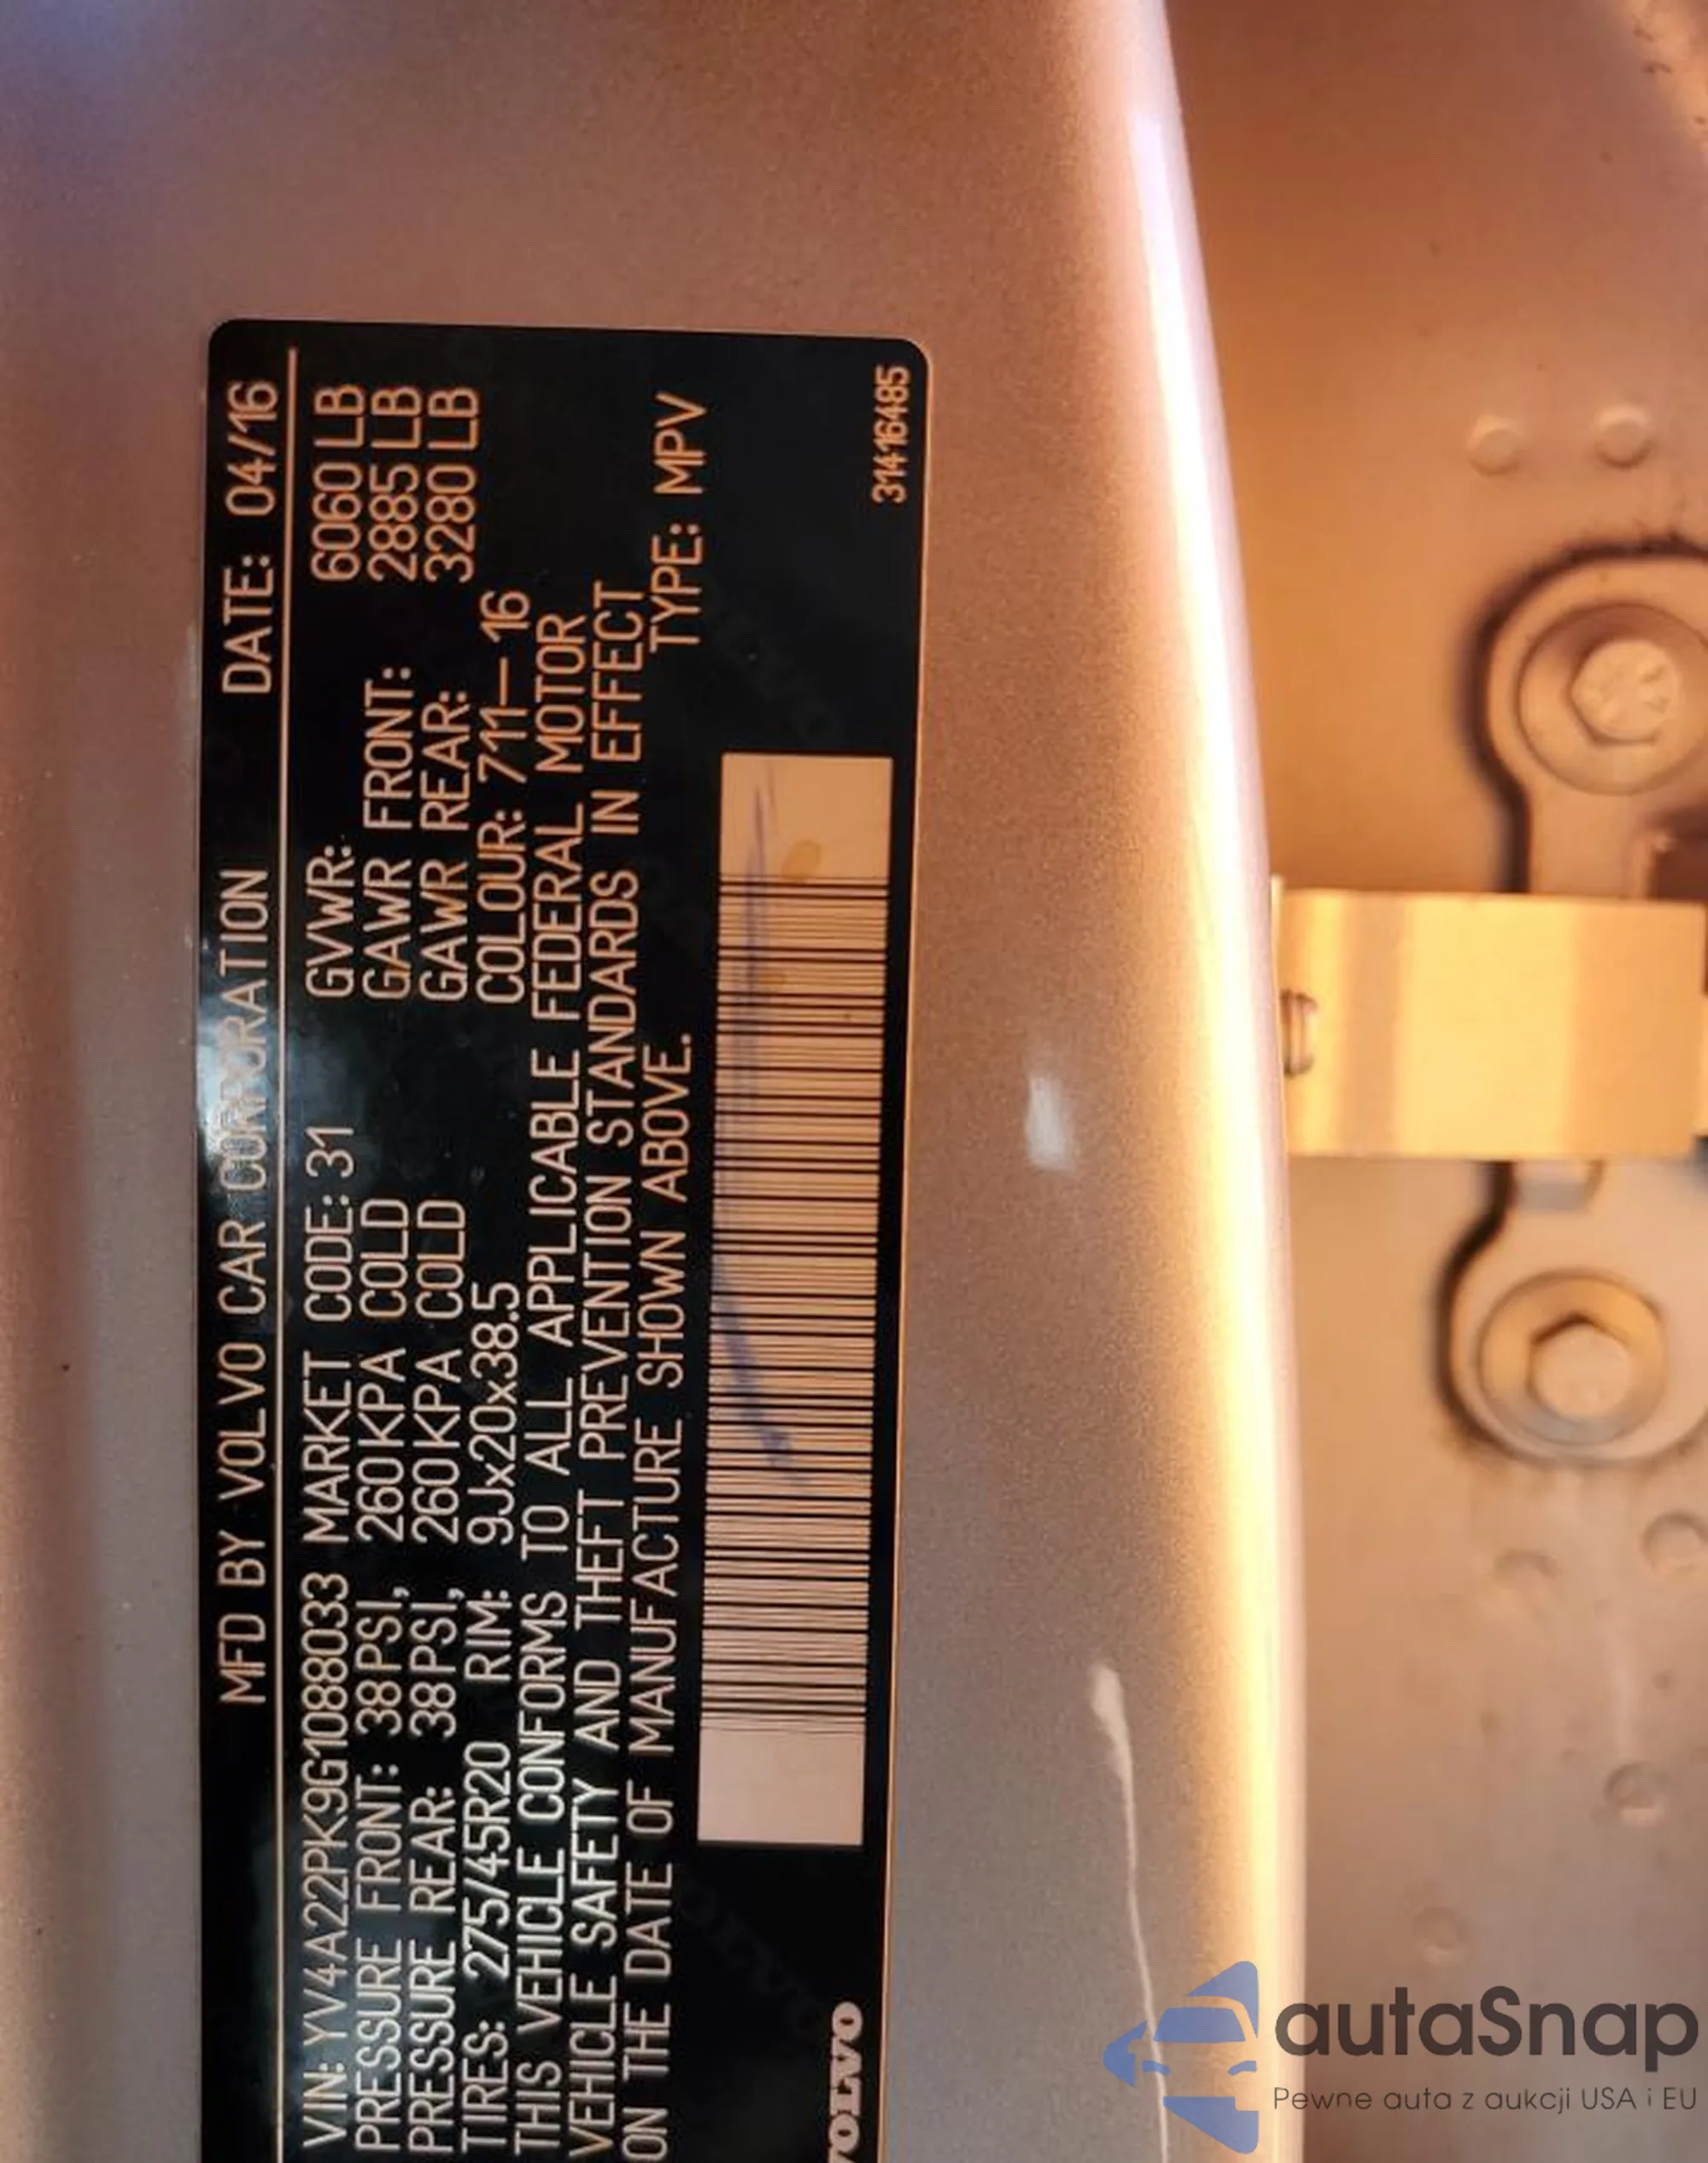 MFD BY VOLVO CAR CORPORATION DATE: 04/16
VIN: YV4A22PK9G1088033 MARKET CODE: 31 GVWR: 6060 LB
PRESSURE FRONT: 38 PSI, 260 KPA COLD GAWR FRONT: 2885 LB
PRESSURE REAR: 38 PSI, 260 KPA COLD GAWR REAR: 3280 LB
TIRES: 275/45R20 RIM: 9Jx20x38.5 COLOUR: 711-16
THIS VEHICLE CONFORMS TO ALL APPLICABLE FEDERAL MOTOR
VEHICLE SAFETY AND THEFT PREVENTION STANDARDS IN EFFECT
ON THE DATE OF MANUFACTURE SHOWN ABOVE. TYPE: MPV
VOLVO 31416485
autaSnap
Pewne auta z aukcji USA i EU